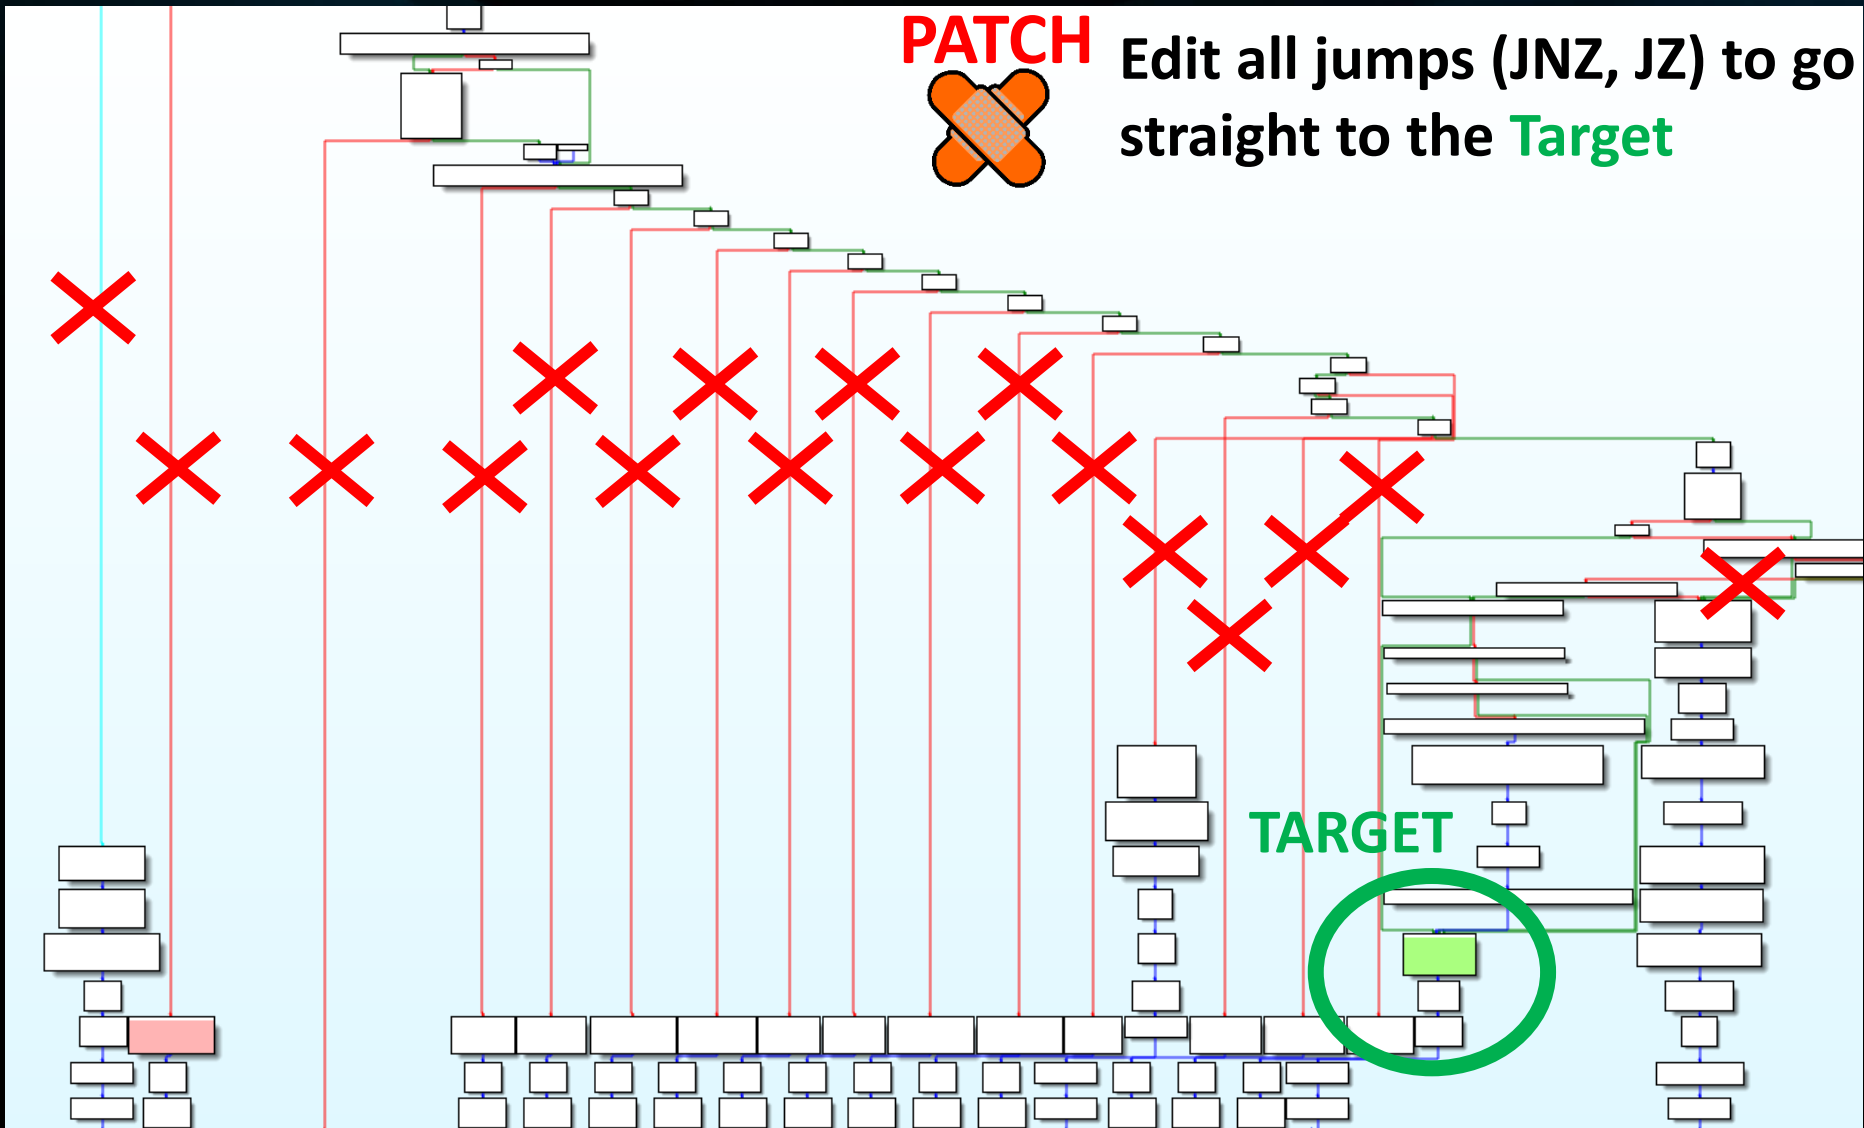 PATCH
Edit all jumps (JNZ, JZ) to go
straight to the Target
TARGET